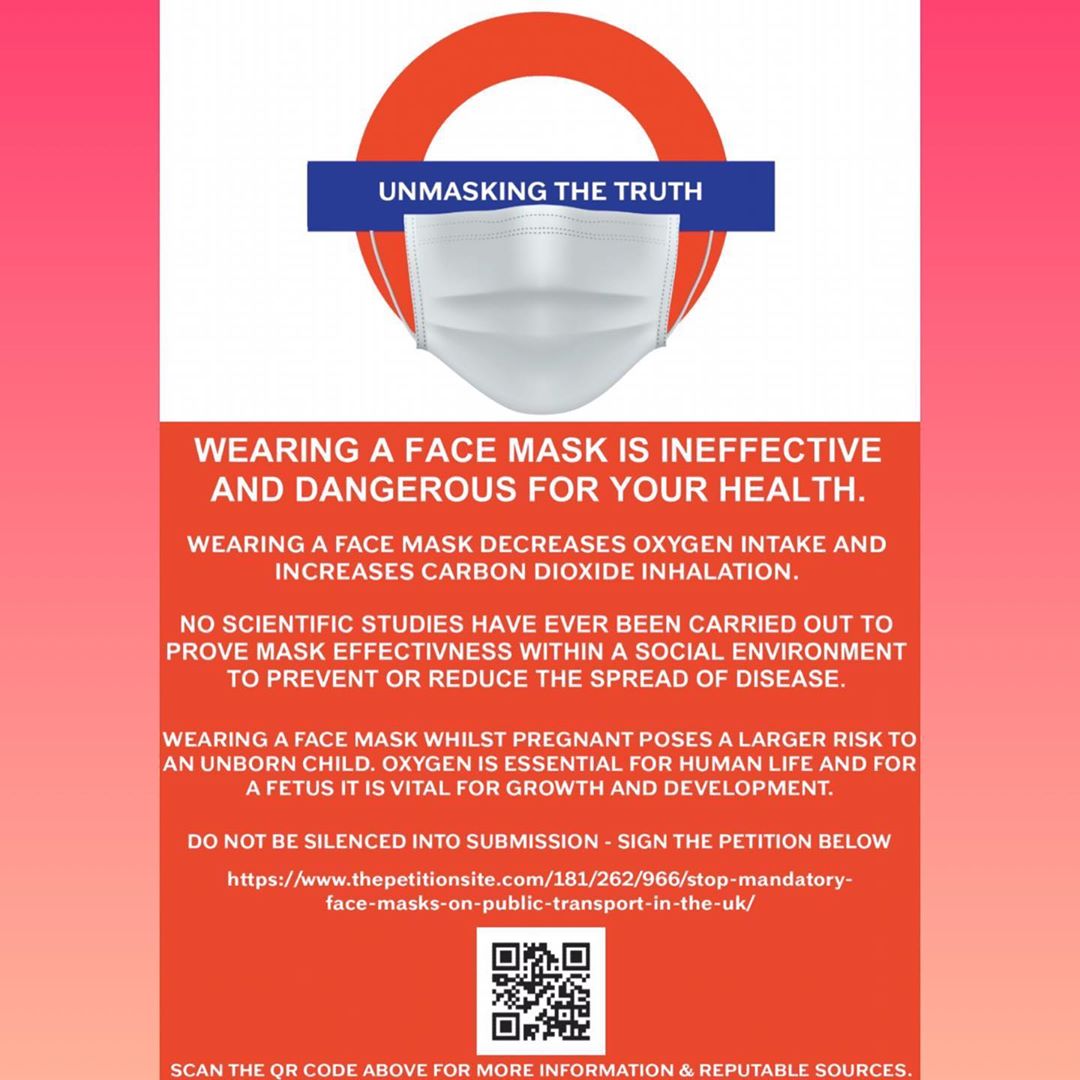 UNMASKING THE TRUTH
WEARING A FACE MASK IS INEFFECTIVE
AND DANGEROUS FOR YOUR HEALTH.
WEARING A FACE MASK DECREASES OXYGEN INTAKE AND
INCREASES CARBON DIOXIDE INHALATION.
NO SCIENTIFIC STUDIES HAVE EVER BEEN CARRIED OUT TO
PROVE MASK EFFECTIVNESS WITHIN A SOCIAL ENVIRONMENT
TO PREVENT OR REDUCE THE SPREAD OF DISEASE.
WEARING A FACE MASK WHILST PREGNANT POSES A LARGER RISK TO
AN UNBORN CHILD. OXYGEN IS ESSENTIAL FOR HUMAN LIFE AND FOR
A FETUS IT IS VITAL FOR GROWTH AND DEVELOPMENT.
DO NOT BE SILENCED INTO SUBMISSION - SIGN THE PETITION BELOW
https://www.thepetitionsite.com/181/262/966/stop-mandatory-
face-masks-on-public-transport-in-the-uk/
SCAN THE QR CODE ABOVE FOR MORE INFORMATION & REPUTABLE SOURCES.